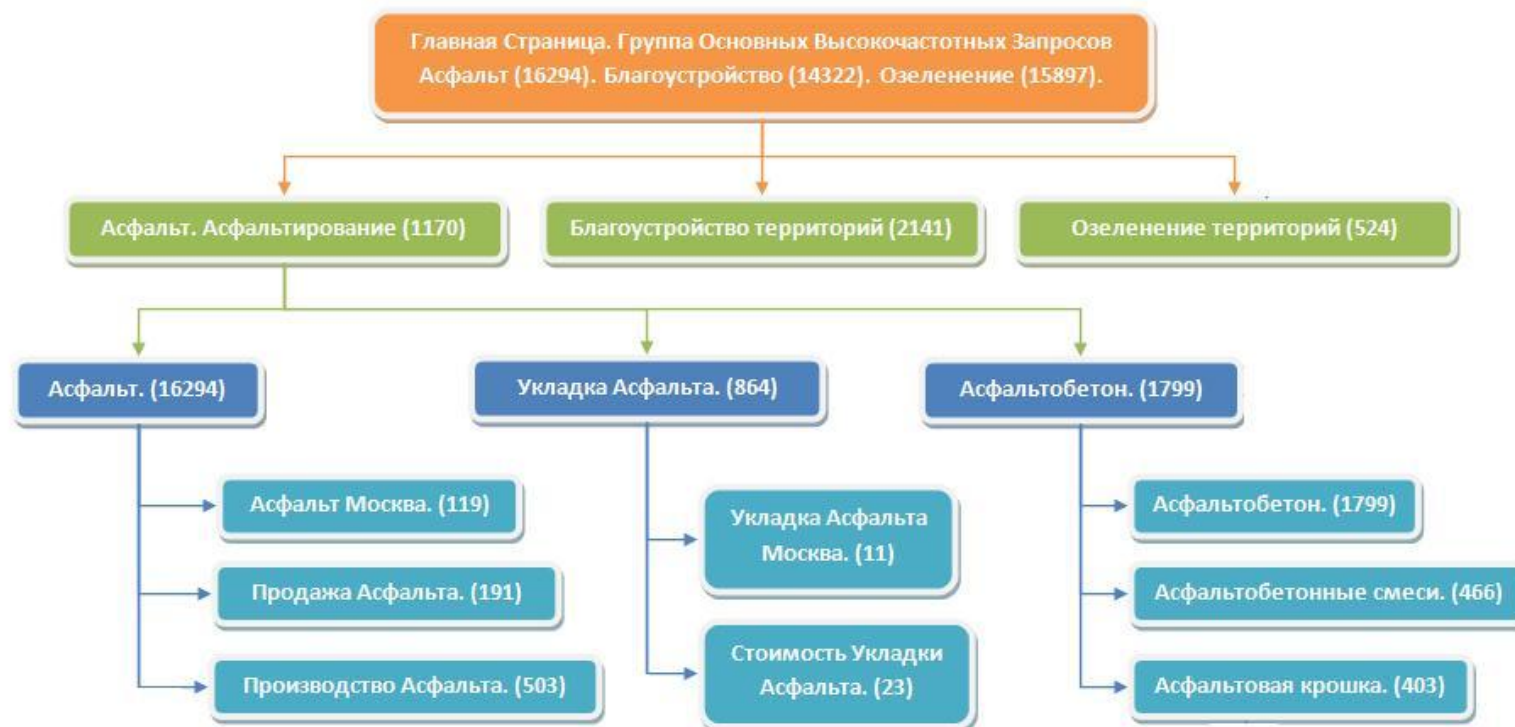 Главная Страница. Группа Основных Высокочастотных Запросов
Асфальт (16294). Благоустройство (14322). Озеленение (15897).
Асфальт. Асфальтирование (1170)
Благоустройство территорий (2141)
Озеленение территорий (524)
Асфальт. (16294)
Укладка Асфальта. (864)
Асфальтобетон. (1799)
Асфальт Москва. (119)
Продажа Асфальта. (191)
Производство Асфальта. (503)
Укладка Асфальта
Москва. (11)
Стоимость Укладки
Асфальта. (23)
Асфальтобетон. (1799)
Асфальтобетонные смеси. (466)
Асфальтовая крошка. (403)